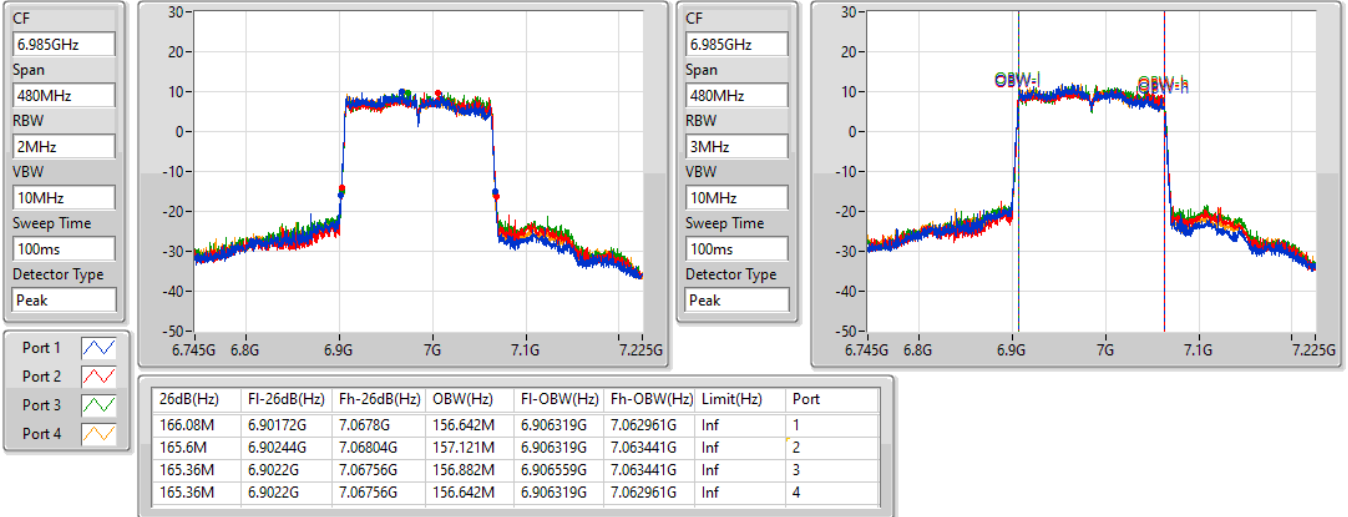 CF
6.985GHz
Span
480MHz
RBW
2MHz
VBW
10MHz
Sweep Time
100ms
Detector Type
Peak
30
20
10
0
-10
-20
-30
-40
-50
6.745G 6.8G 6.9G 7G 7.1G 7.225G
CF
6.985GHz
Span
480MHz
RBW
3MHz
VBW
10MHz
Sweep Time
100ms
Detector Type
Peak
30
20
10
0
-10
-20
-30
-40
-50
OBW-l OBW-h
6.745G 6.8G 6.9G 7G 7.1G 7.225G
Port 1
Port 2
Port 3
Port 4
26dB(Hz) Fl-26dB(Hz) Fh-26dB(Hz) OBW(Hz) Fl-OBW(Hz) Fh-OBW(Hz) Limit(Hz) Port
166.08M 6.90172G 7.0678G 156.642M 6.906319G 7.062961G Inf 1
165.6M 6.90244G 7.06804G 157.121M 6.906319G 7.063441G Inf 2
165.36M 6.9022G 7.06756G 156.882M 6.906559G 7.063441G Inf 3
165.36M 6.9022G 7.06756G 156.642M 6.906319G 7.062961G Inf 4